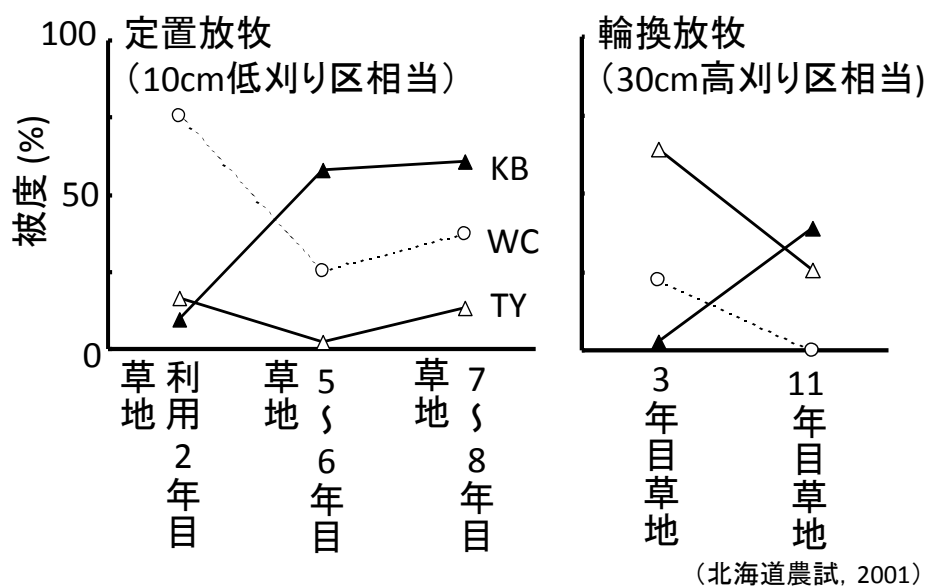 定置放牧
（10cm低刈り区相当）
輪換放牧
（30cm高刈り区相当)
被度 (%)
100
50
0
KB
WC
TY
利用2年目
草地
5～6年目
草地
7～8年目
草地
3年目草地
11年目草地
（北海道農試, 2001）